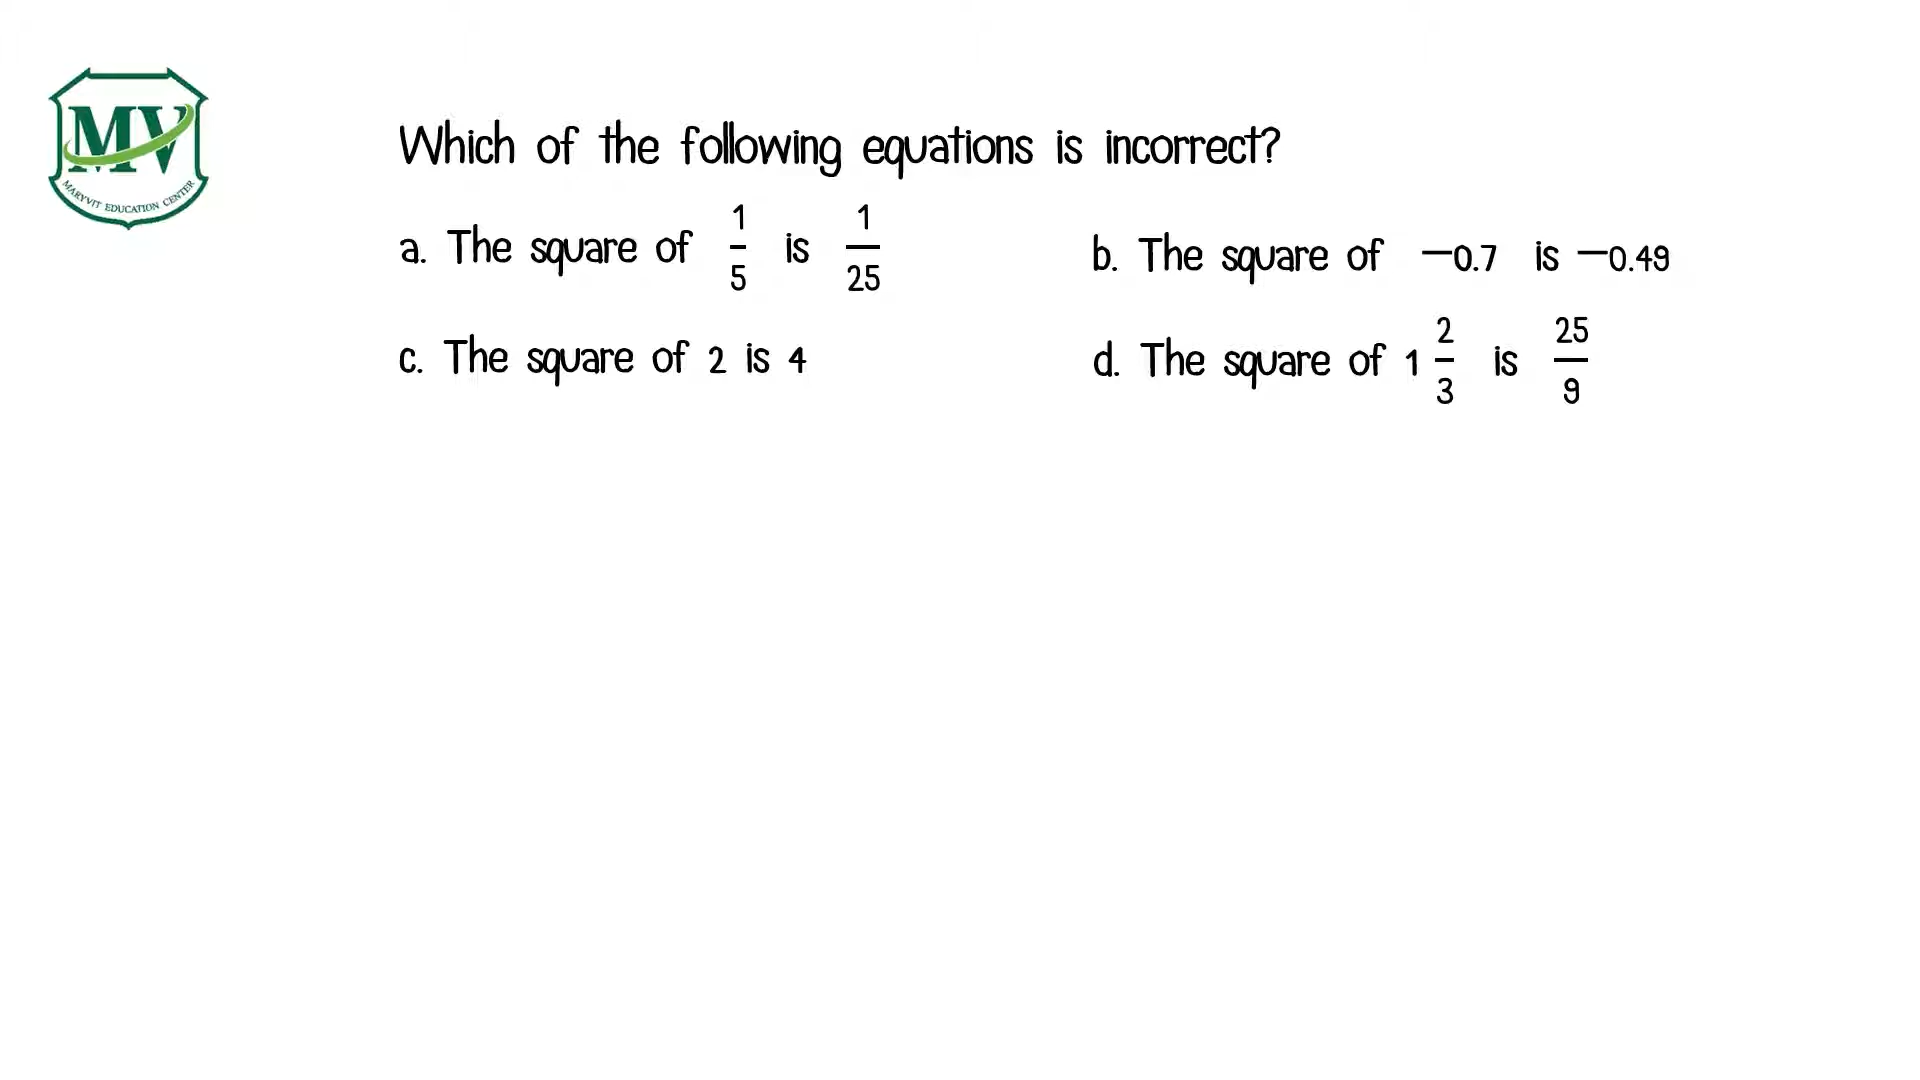 MV
MARYVIT EDUCATION CENTER
Which of the following equations is incorrect?
a. The square of 1/5 is 1/25
b. The square of −0.7 is −0.49
c. The square of 2 is 4
d. The square of 1 2/3 is 25/9